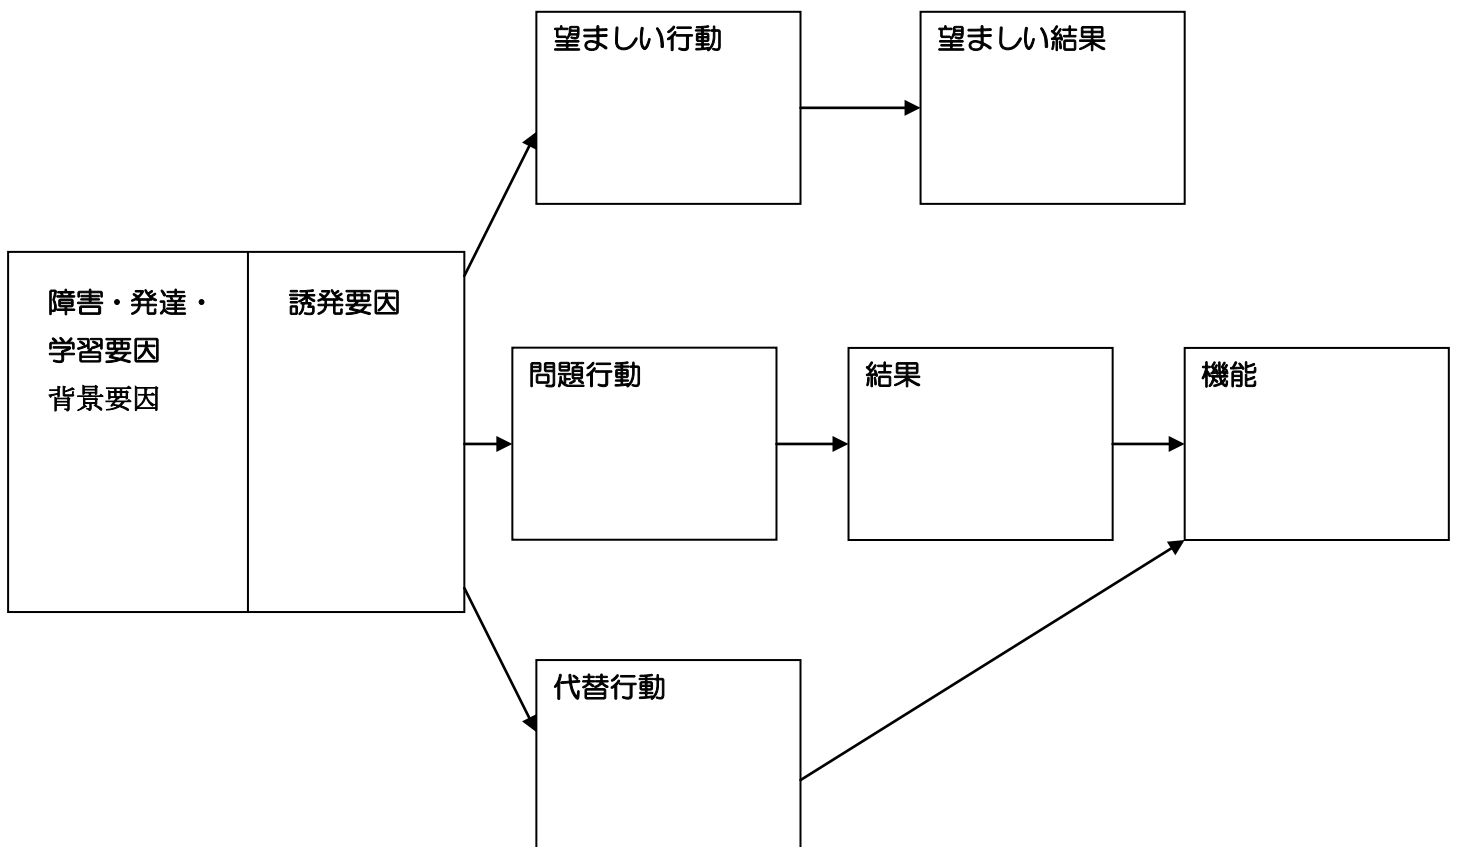 望ましい行動
望ましい結果
障害・発達・
学習要因
背景要因
誘発要因
問題行動
結果
機能
代替行動